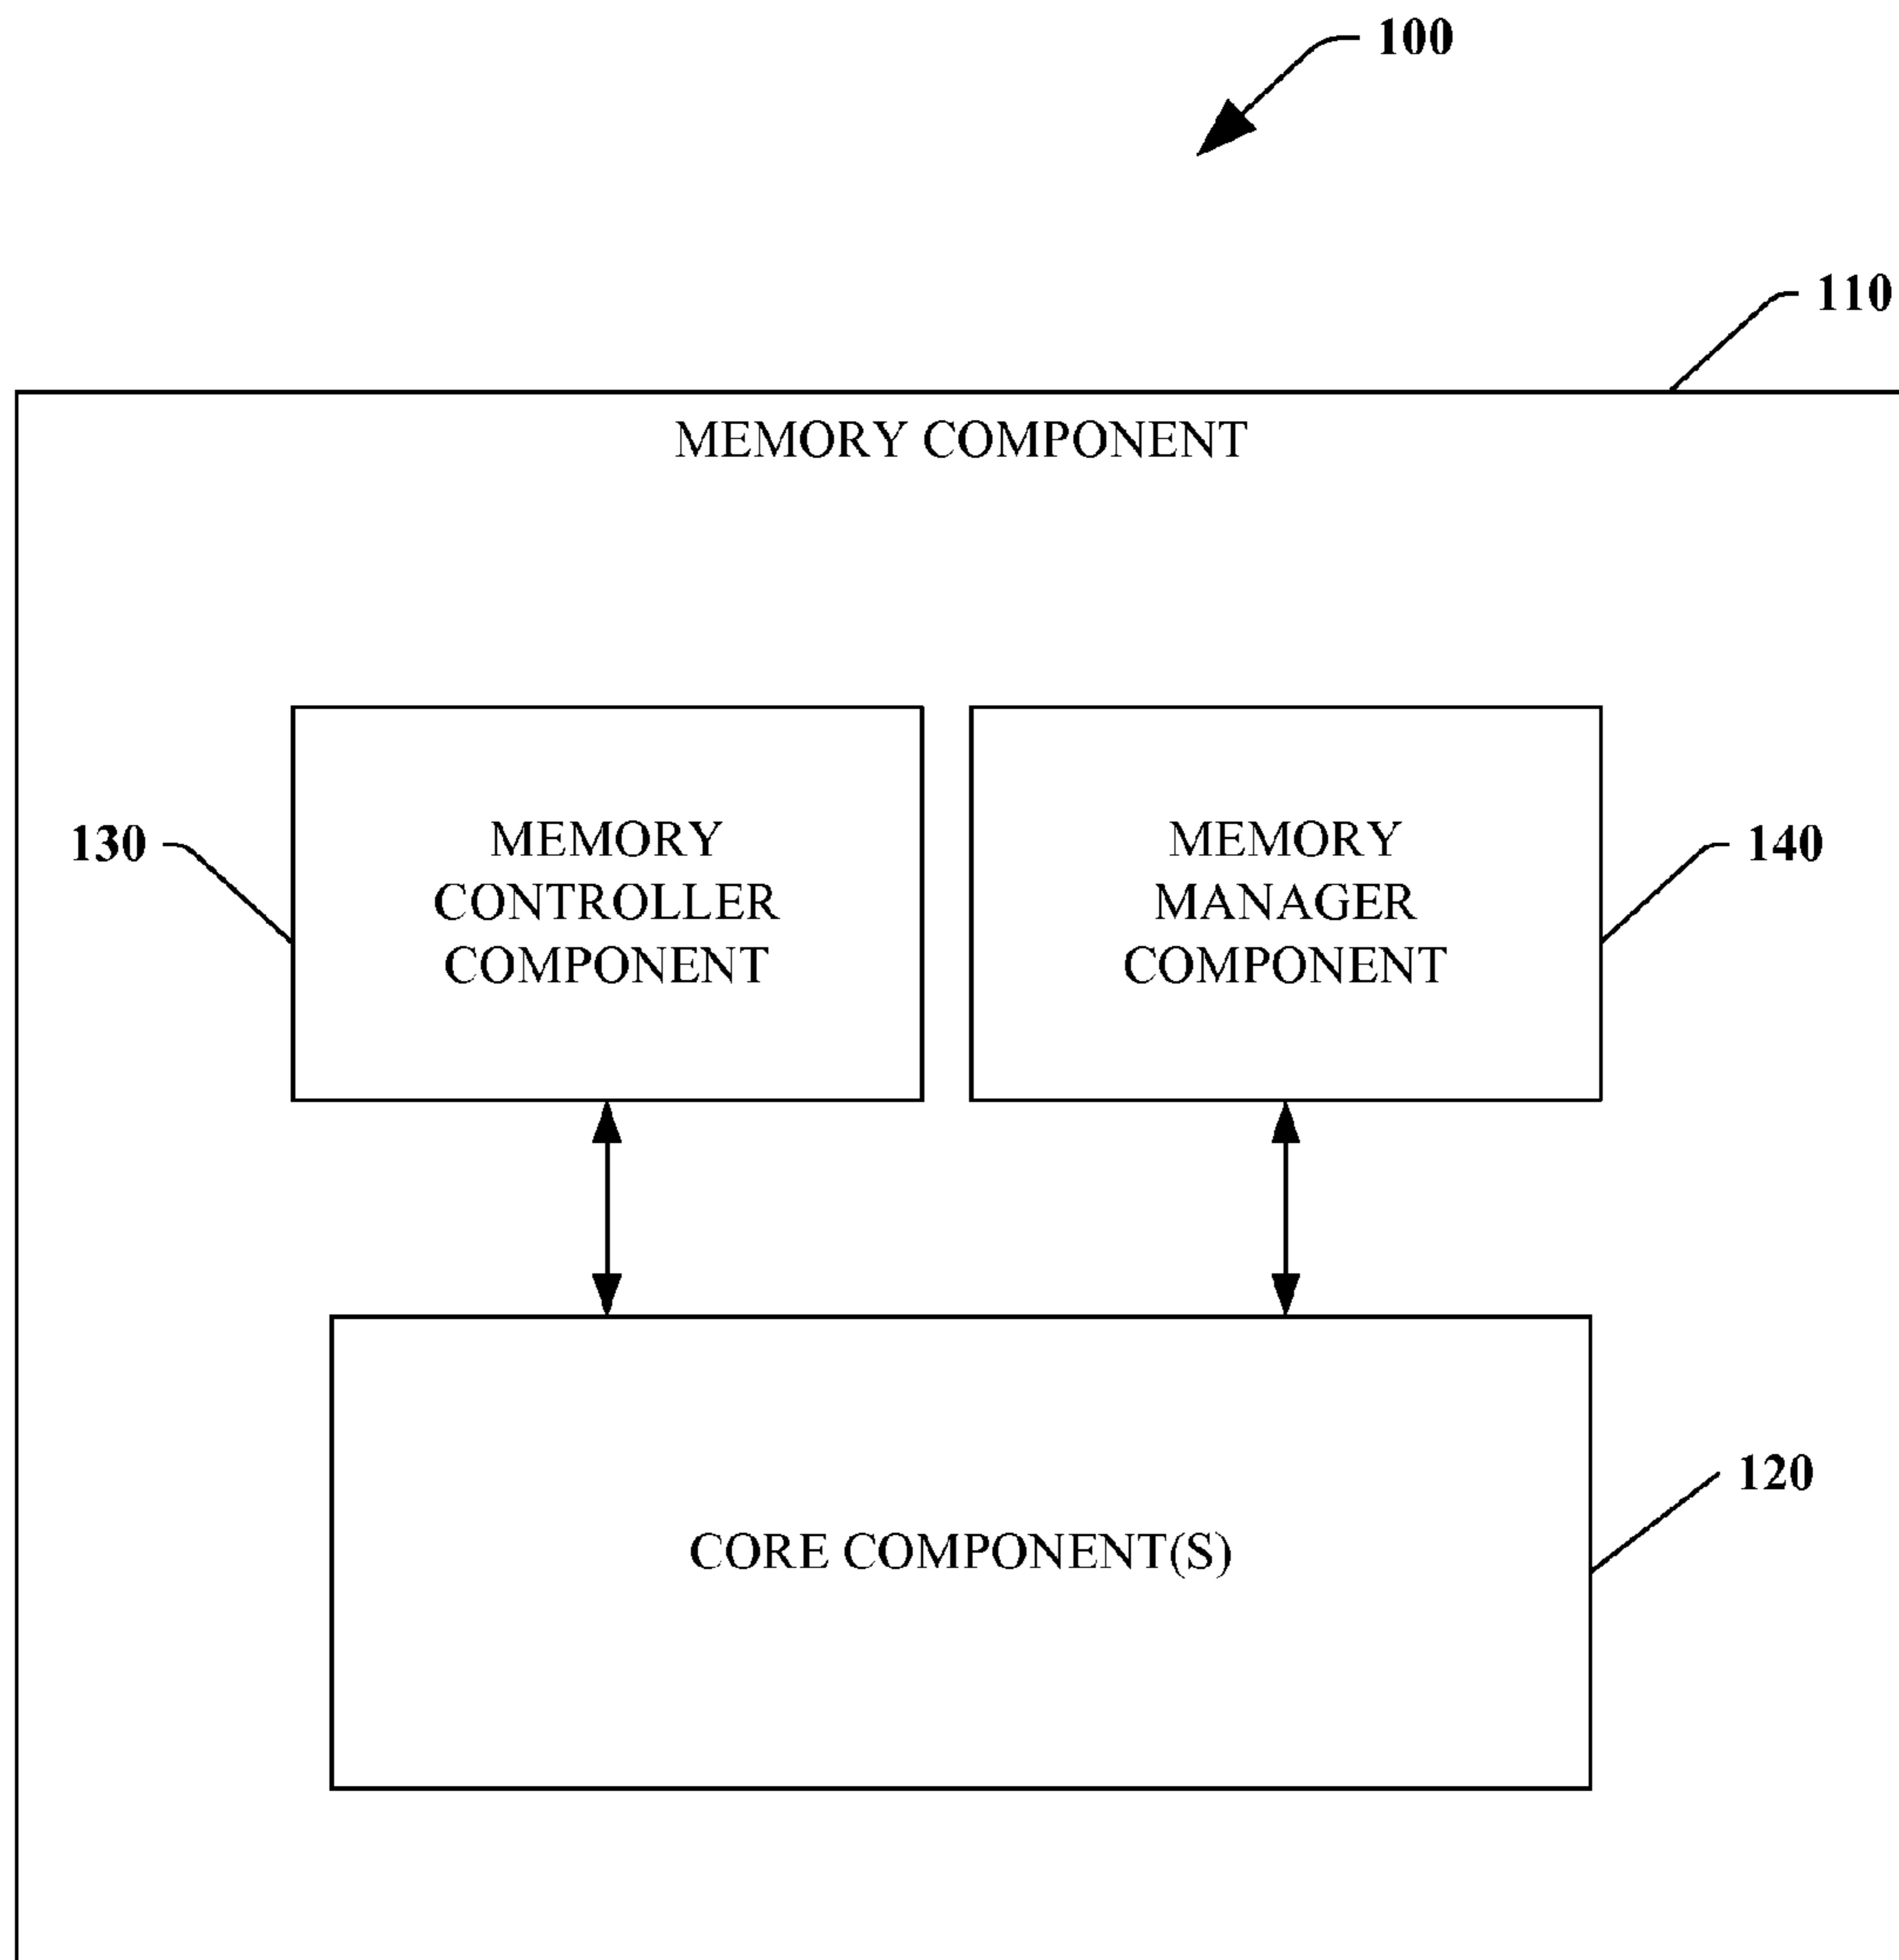 100
110
MEMORY COMPONENT
130
MEMORY
CONTROLLER
COMPONENT
MEMORY
MANAGER
COMPONENT
140
CORE COMPONENT(S)
120